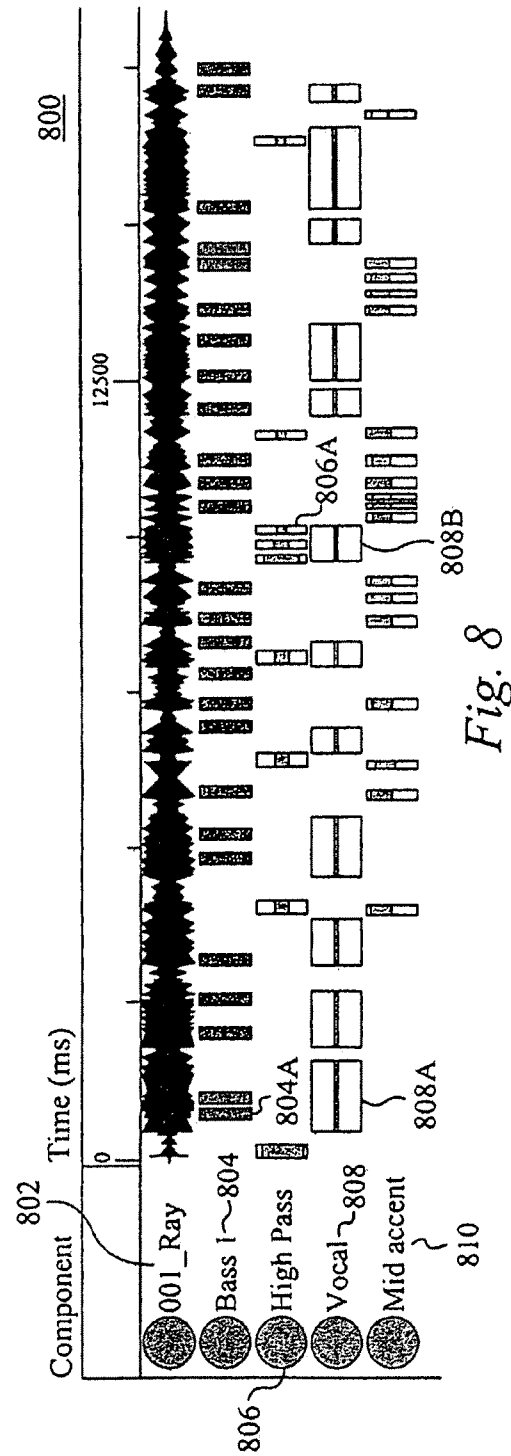 800
Component
Time (ms)
0
12500
802
001_Ray
Bass 1
804
804A
High Pass
806
806A
Vocal
808
808A
808B
Mid accent
810
Fig. 8